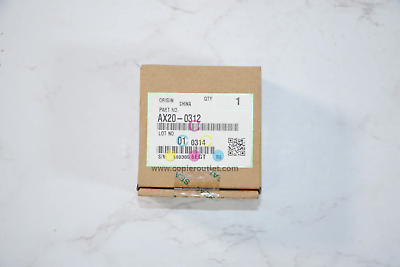 ORIGIN CHINA QTY 1
PART NO.
AX20-0312
LOT NO
01 0314
S/N
www.copieroutlet.com